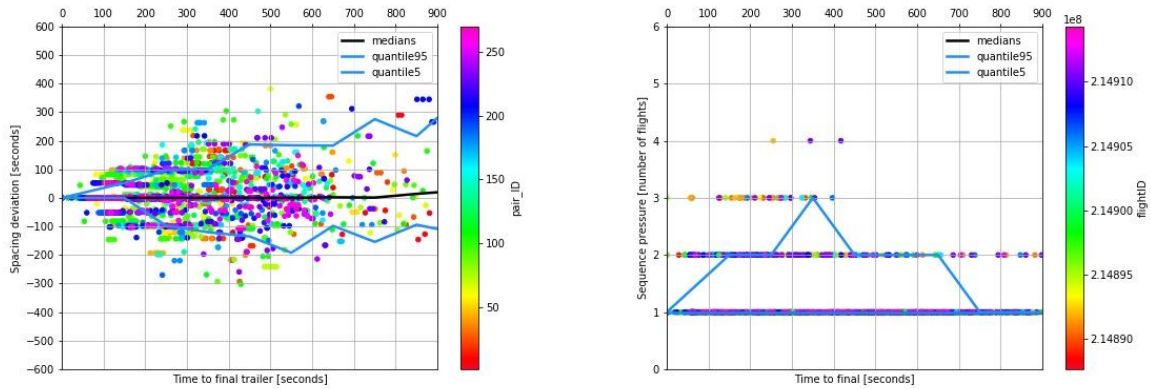 0 100 200 300 400 500 600 700 800 900
600
500
400
300
200
100
0
−100
−200
−300
−400
−500
−600
Spacing deviation [seconds]
Time to final trailer [seconds]
medians
quantile95
quantile5
250
200
150
100
50
pair_ID
0 100 200 300 400 500 600 700 800 900
6
5
4
3
2
1
0
Sequence pressure [number of flights]
Time to final [seconds]
medians
quantile95
quantile5
1e8
2.14910
2.14905
2.14900
2.14895
2.14890
flightID